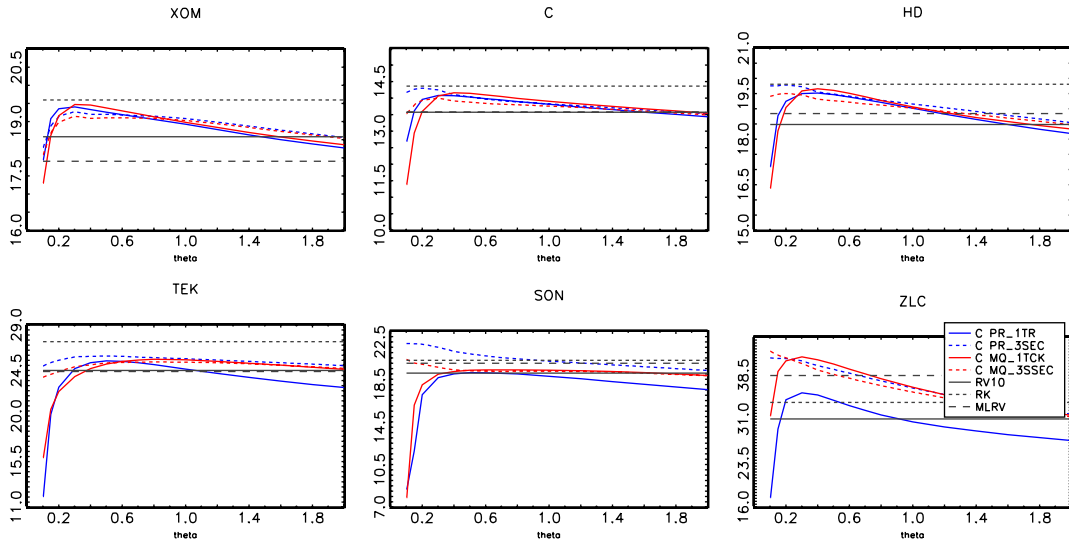 XOM
20.5
19.0
17.5
16.0
0.2 0.6 1.0 1.4 1.8
theta
C
14.5
13.0
11.5
10.0
0.2 0.6 1.0 1.4 1.8
theta
HD
21.0
19.5
18.0
16.5
15.0
0.2 0.6 1.0 1.4 1.8
theta
TEK
29.0
24.5
20.0
15.5
11.0
0.2 0.6 1.0 1.4 1.8
theta
SON
22.5
18.5
14.5
10.5
7.0
0.2 0.6 1.0 1.4 1.8
theta
ZLC
38.5
31.0
23.5
16.0
0.2 0.6 1.0 1.4 1.8
theta
C PR_1TR
C PR_3SEC
C MQ_1TCK
C MQ_3SSEC
RV10
RK
MLRV